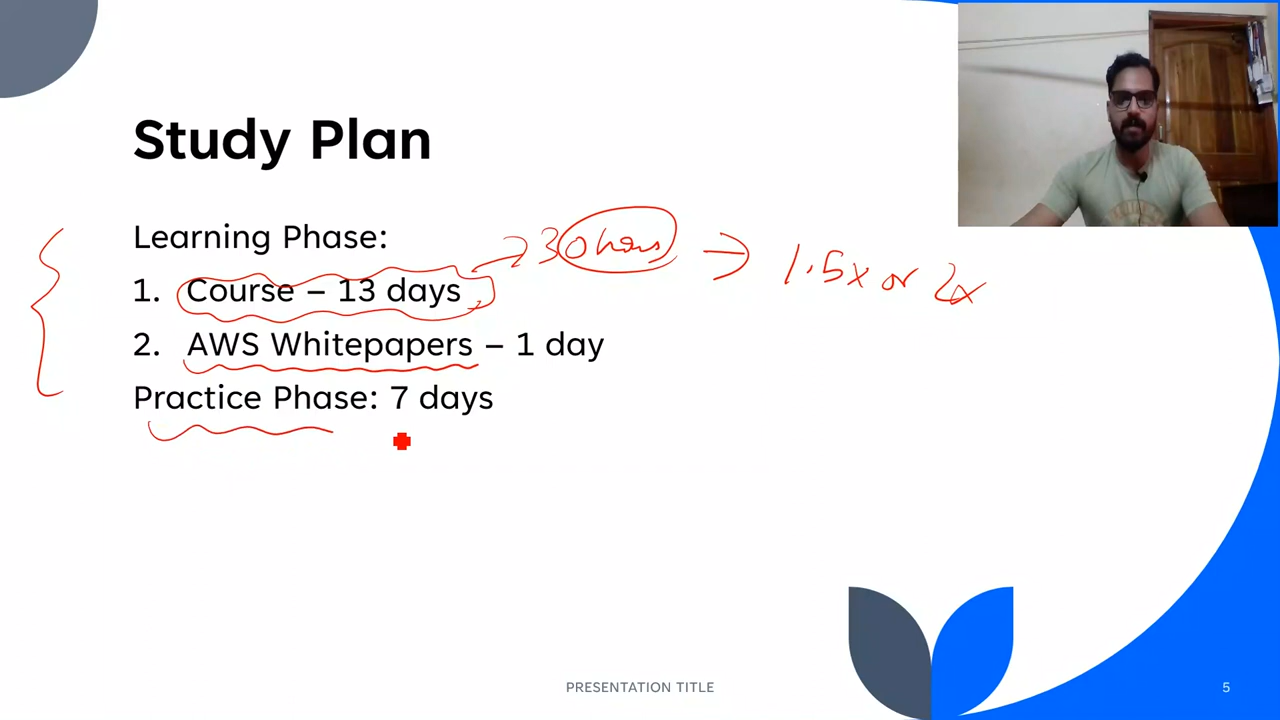 Study Plan
Learning Phase:
30 hours → 1.5x or 2x
1. Course – 13 days
2. AWS Whitepapers – 1 day
Practice Phase: 7 days
PRESENTATION TITLE
5